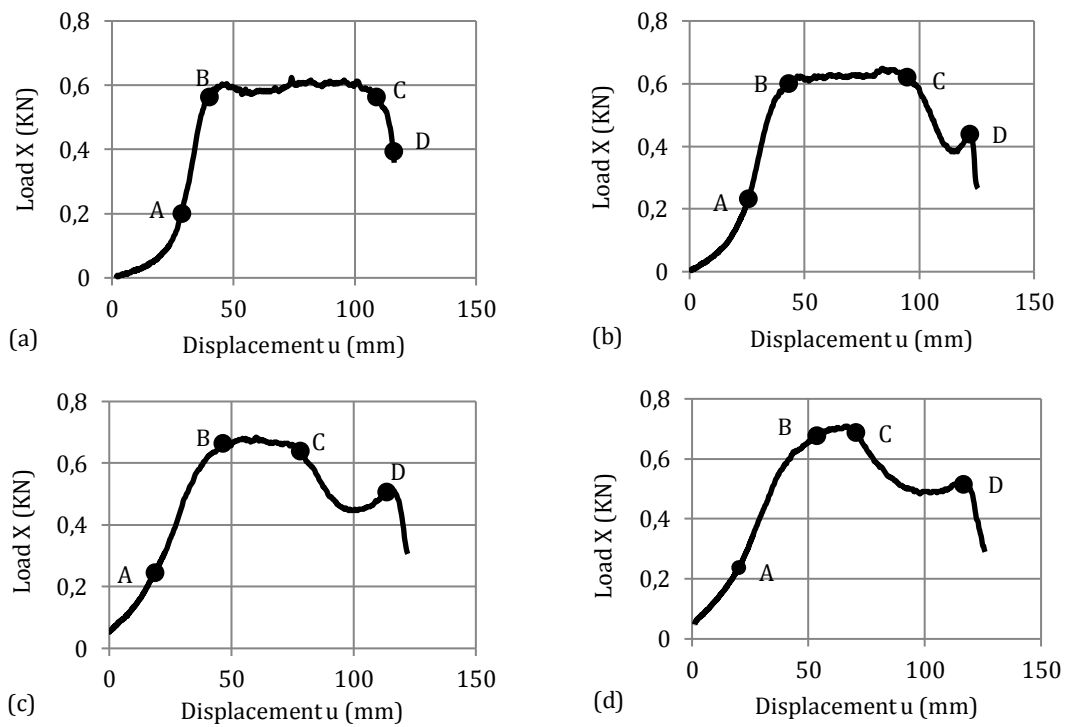 0,8
0,6
0,4
0,2
0
Load X (KN)
A
B
C
D
0
50
100
150
Displacement u (mm)
(a)
0,8
0,6
0,4
0,2
0
Load X (KN)
A
B
C
D
0
50
100
150
Displacement u (mm)
(b)
0,8
0,6
0,4
0,2
0
Load X (KN)
A
B
C
D
0
50
100
150
Displacement u (mm)
(c)
0,8
0,6
0,4
0,2
0
Load X (KN)
A
B
C
D
0
50
100
150
Displacement u (mm)
(d)